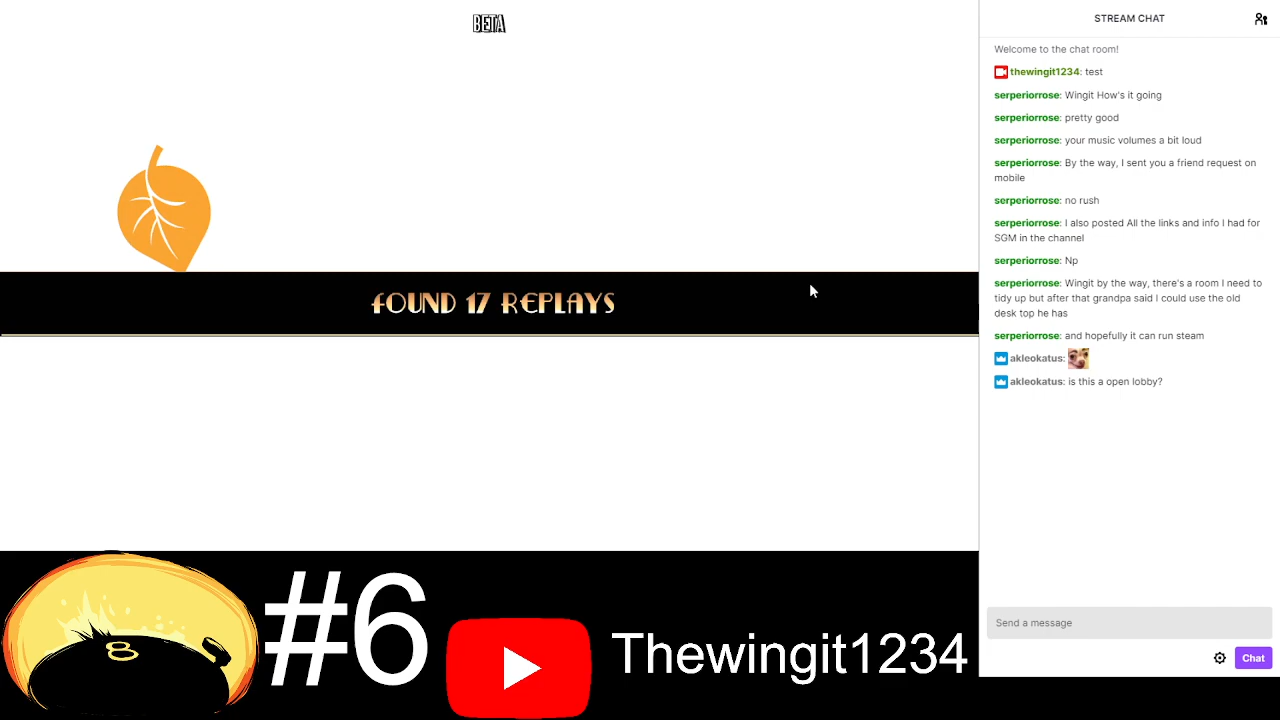 BETA
FOUND 17 REPLAYS
8
#6
Thewingit1234
STREAM CHAT
Welcome to the chat room!
thewingit1234: test
serperiorrose: Wingit How's it going
serperiorrose: pretty good
serperiorrose: your music volumes a bit loud
serperiorrose: By the way, I sent you a friend request on
mobile
serperiorrose: no rush
serperiorrose: I also posted All the links and info I had for
SGM in the channel
serperiorrose: Np
serperiorrose: Wingit by the way, there's a room I need to
tidy up but after that grandpa said I could use the old
desk top he has
serperiorrose: and hopefully it can run steam
akleokatus:
akleokatus: is this a open lobby?
Send a message
Chat